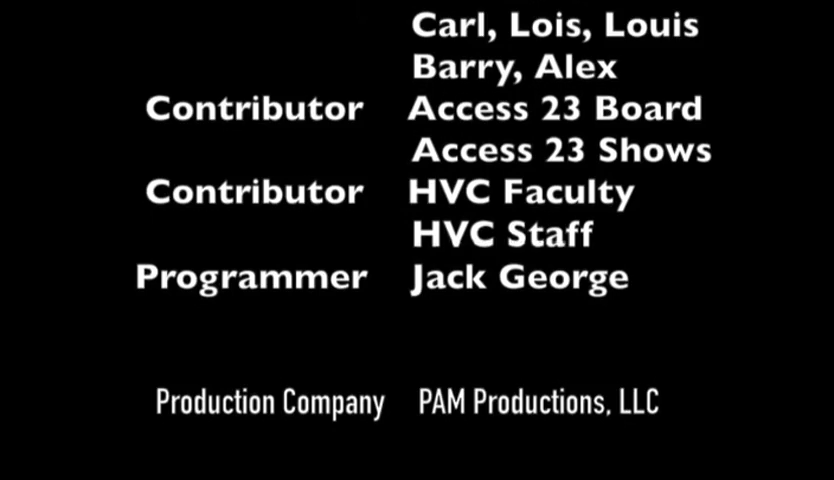 Carl, Lois, Louis
Barry, Alex
Contributor Access 23 Board
Access 23 Shows
Contributor HVC Faculty
HVC Staff
Programmer Jack George
Production Company PAM Productions, LLC